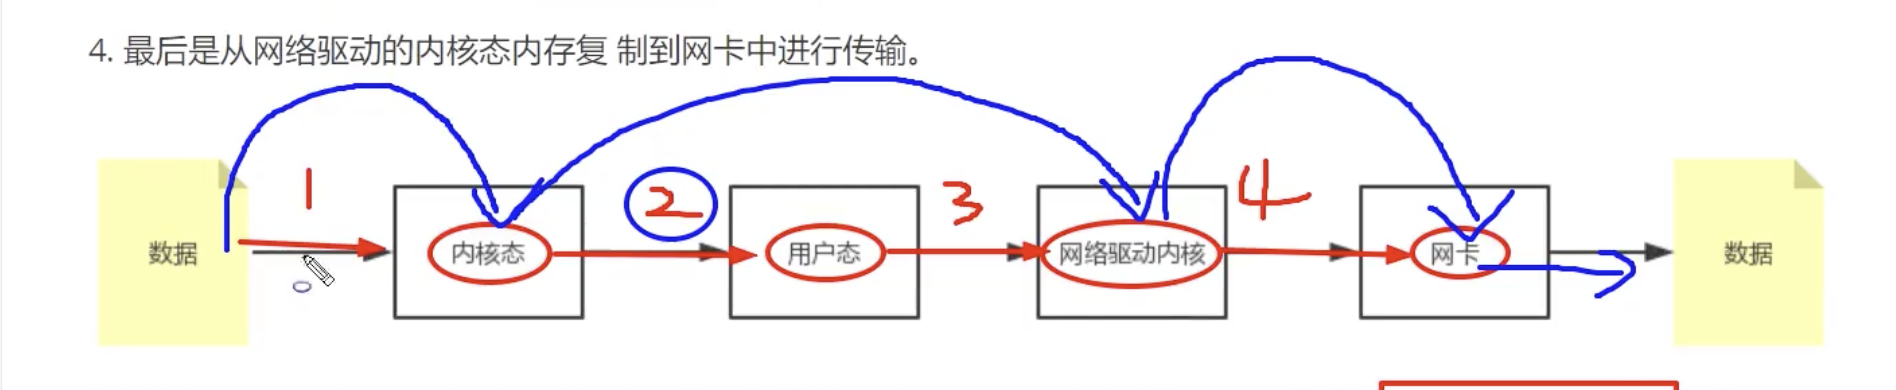 4. 最后是从网络驱动的内核态内存复 制到网卡中进行传输。
1
2
3
4
数据
内核态
用户态
网络驱动内核
网卡
数据